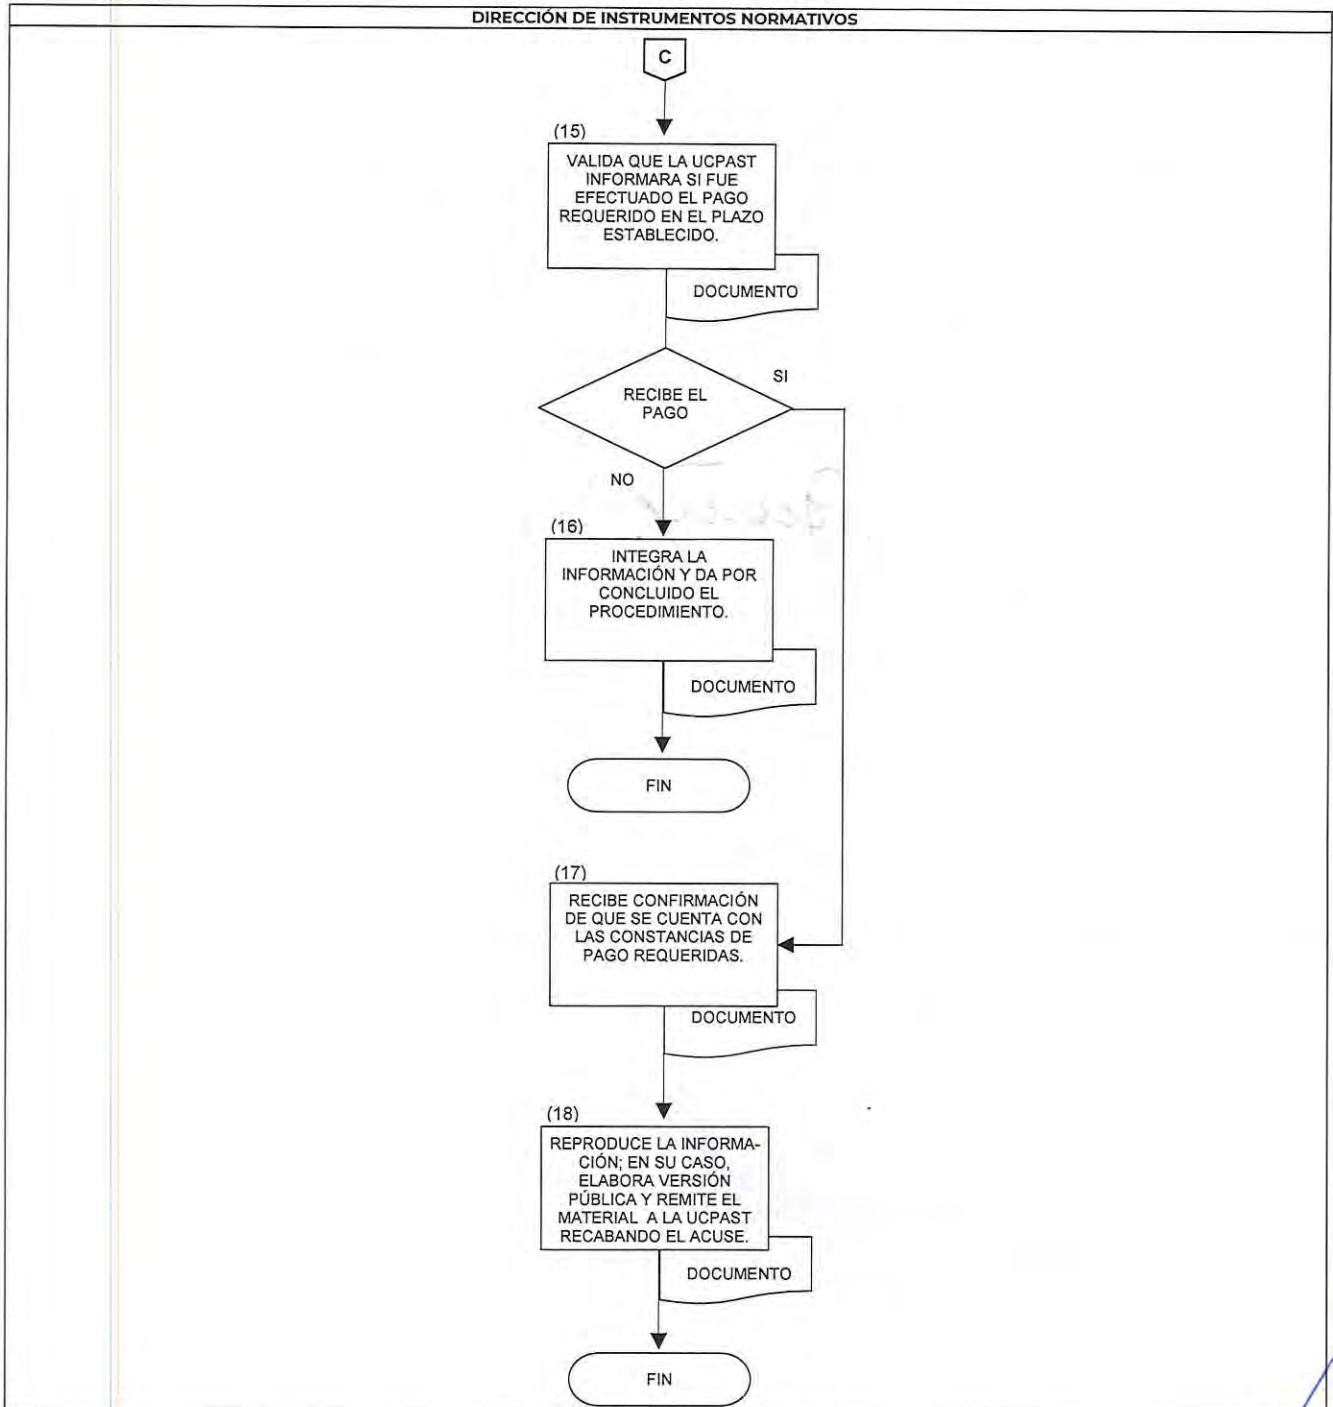 DIRECCIÓN DE INSTRUMENTOS NORMATIVOS
C
(15)
VALIDA QUE LA UCPAST
INFORMARA SI FUE
EFECTUADO EL PAGO
REQUERIDO EN EL PLAZO
ESTABLECIDO.
DOCUMENTO
RECIBE EL
PAGO
SI
NO
(16)
INTEGRA LA
INFORMACIÓN Y DA POR
CONCLUIDO EL
PROCEDIMIENTO.
DOCUMENTO
FIN
(17)
RECIBE CONFIRMACIÓN
DE QUE SE CUENTA CON
LAS CONSTANCIAS DE
PAGO REQUERIDAS.
DOCUMENTO
(18)
REPRODUCE LA INFORMA-
CIÓN; EN SU CASO,
ELABORA VERSIÓN
PÚBLICA Y REMITE EL
MATERIAL A LA UCPAST
RECABANDO EL ACUSE.
DOCUMENTO
FIN